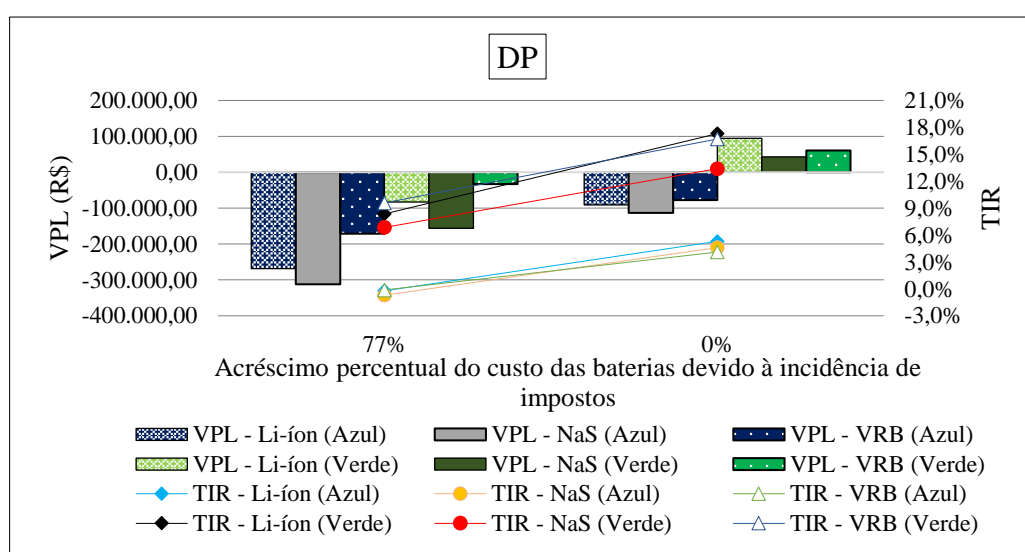 DP
200.000,00
100.000,00
0,00
-100.000,00
-200.000,00
-300.000,00
-400.000,00
VPL (R$)
21,0%
18,0%
15,0%
12,0%
9,0%
6,0%
3,0%
0,0%
-3,0%
TIR
77% 0%
Acréscimo percentual do custo das baterias devido à incidência de
impostos
VPL - Li-íon (Azul) VPL - NaS (Azul) VPL - VRB (Azul)
VPL - Li-íon (Verde) VPL - NaS (Verde) VPL - VRB (Verde)
TIR - Li-íon (Azul) TIR - NaS (Azul) TIR - VRB (Azul)
TIR - Li-íon (Verde) TIR - NaS (Verde) TIR - VRB (Verde)